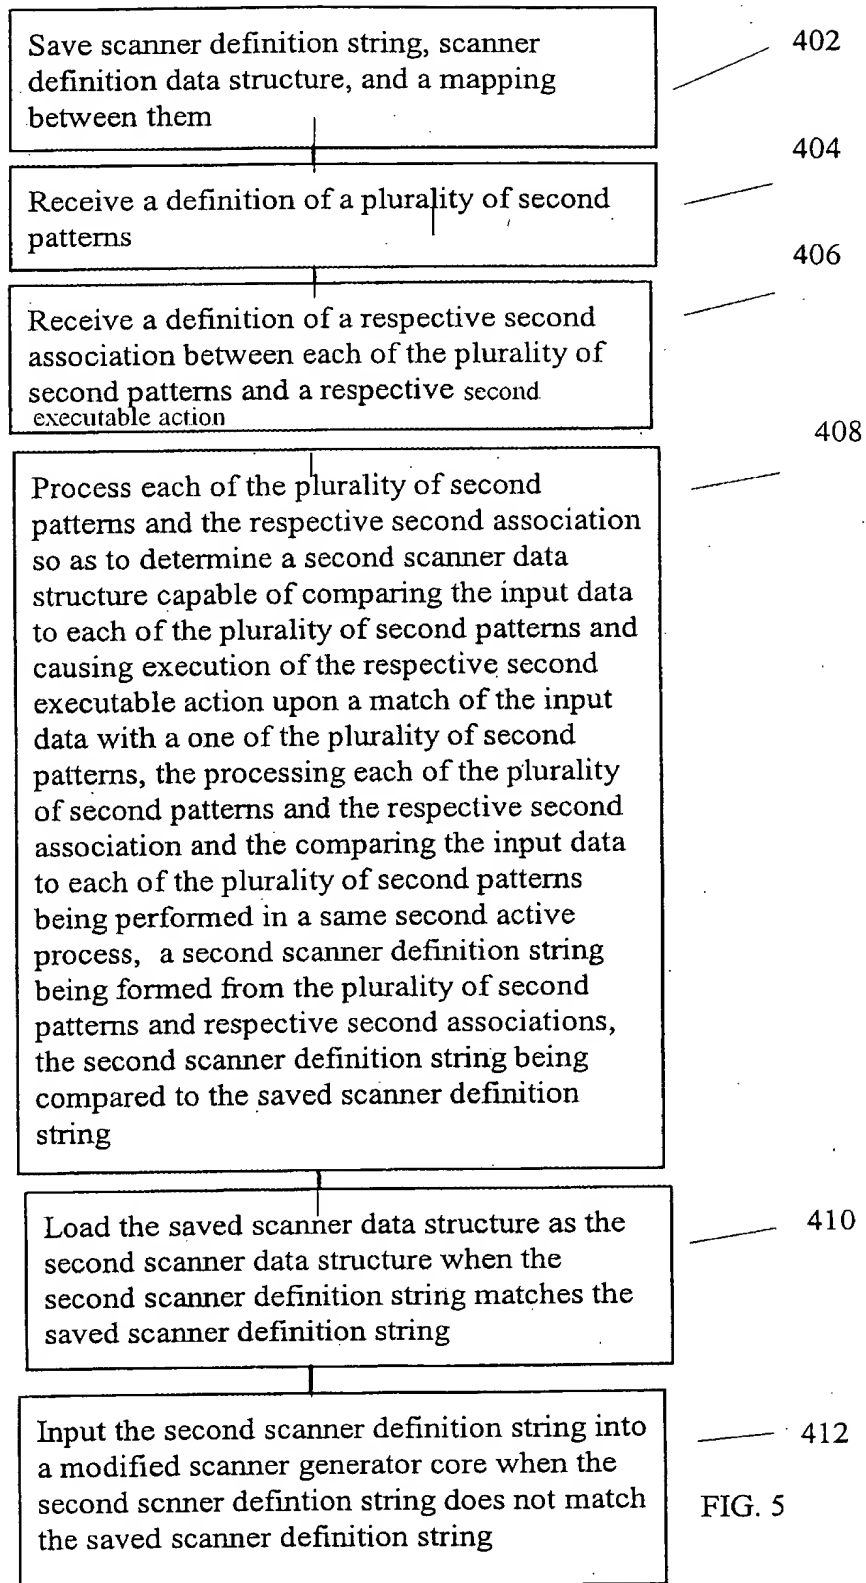 Save scanner definition string, scanner
definition data structure, and a mapping
between them
402
Receive a definition of a plurality of second
patterns
404
Receive a definition of a respective second
association between each of the plurality of
second patterns and a respective second
executable action
406
Process each of the plurality of second
patterns and the respective second association
so as to determine a second scanner data
structure capable of comparing the input data
to each of the plurality of second patterns and
causing execution of the respective second
executable action upon a match of the input
data with a one of the plurality of second
patterns, the processing each of the plurality
of second patterns and the respective second
association and the comparing the input data
to each of the plurality of second patterns
being performed in a same second active
process, a second scanner definition string
being formed from the plurality of second
patterns and respective second associations,
the second scanner definition string being
compared to the saved scanner definition
string
408
Load the saved scanner data structure as the
second scanner data structure when the
second scanner definition string matches the
saved scanner definition string
410
Input the second scanner definition string into
a modified scanner generator core when the
second scnner defintion string does not match
the saved scanner definition string
412
FIG. 5